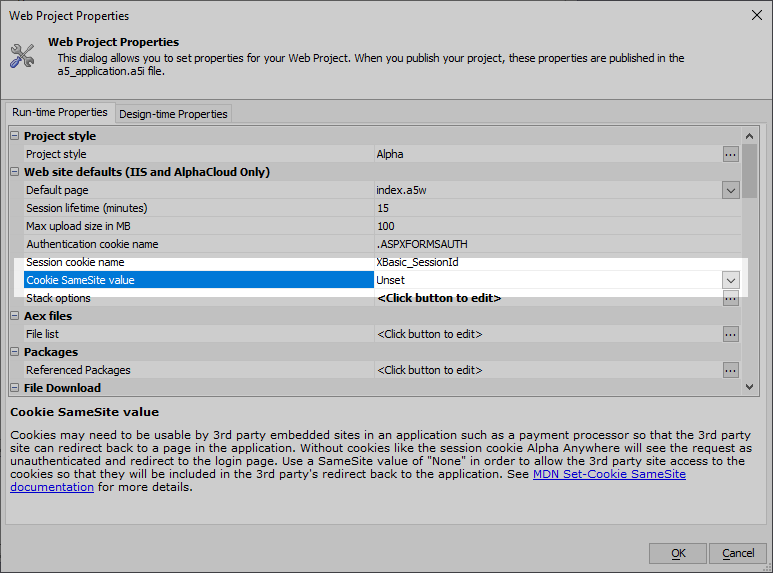 Web Project Properties
Web Project Properties
This dialog allows you to set properties for your Web Project. When you publish your project, these properties are published in the
a5_application.a5i file.
Run-time Properties Design-time Properties
Project style
Project style Alpha
Web site defaults (IIS and AlphaCloud Only)
Default page index.a5w
Session lifetime (minutes) 15
Max upload size in MB 100
Authentication cookie name .ASPXFORMSAUTH
Session cookie name XBasic_SessionId
Cookie SameSite value Unset
Stack options <Click button to edit>
Aex files
File list <Click button to edit>
Packages
Referenced Packages <Click button to edit>
File Download
Cookie SameSite value
Cookies may need to be usable by 3rd party embedded sites in an application such as a payment processor so that the 3rd party
site can redirect back to a page in the application. Without cookies like the session cookie Alpha Anywhere will see the request as
unauthenticated and redirect to the login page. Use a SameSite value of "None" in order to allow the 3rd party site access to the
cookies so that they will be included in the 3rd party's redirect back to the application. See MDN Set-Cookie SameSite
documentation for more details.
OK Cancel